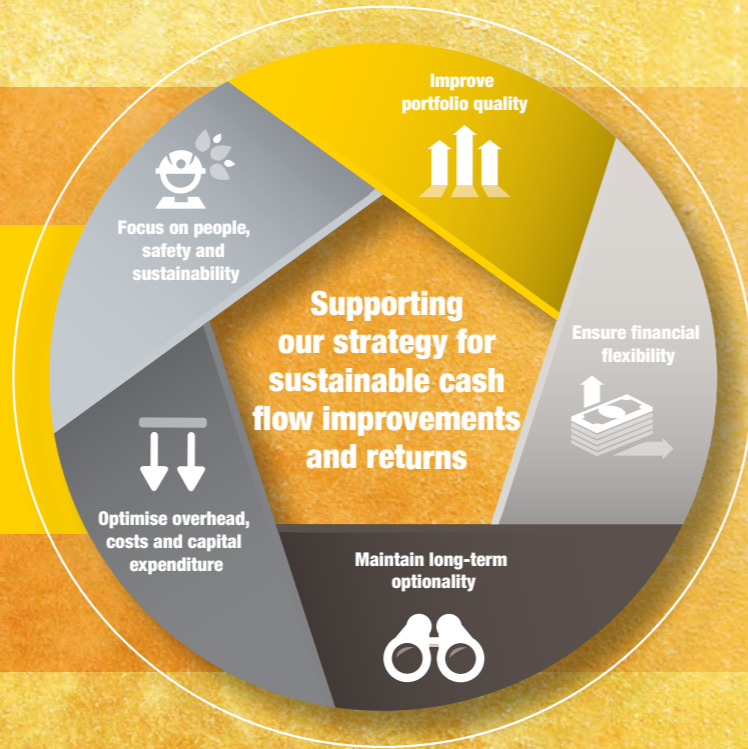 Improve
portfolio quality
Focus on people,
safety and
sustainability
Supporting
our strategy for
sustainable cash
flow improvements
and returns
Ensure financial
flexibility
Optimise overhead,
costs and capital
expenditure
Maintain long-term
optionality